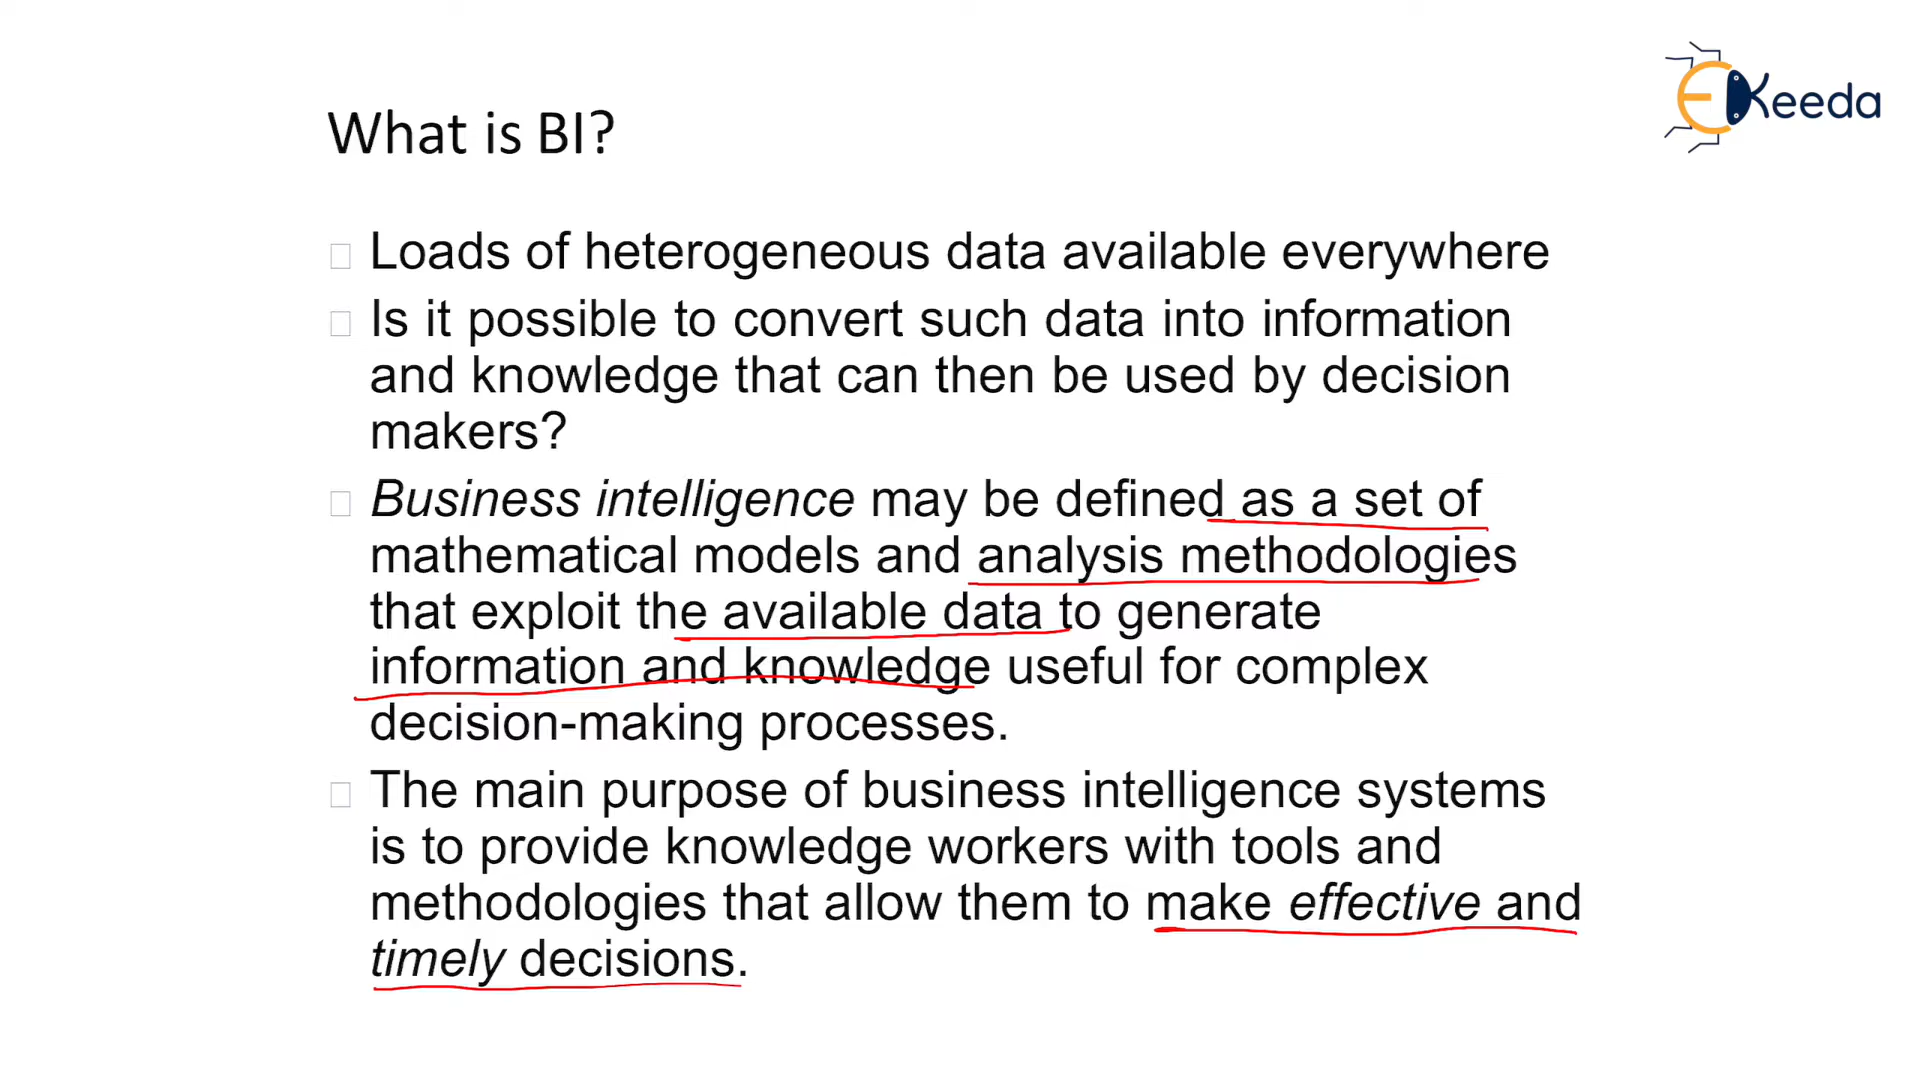 EKeeda
What is BI?
Loads of heterogeneous data available everywhere
Is it possible to convert such data into information
and knowledge that can then be used by decision
makers?
Business intelligence may be defined as a set of
mathematical models and analysis methodologies
that exploit the available data to generate
information and knowledge useful for complex
decision-making processes.
The main purpose of business intelligence systems
is to provide knowledge workers with tools and
methodologies that allow them to make effective and
timely decisions.